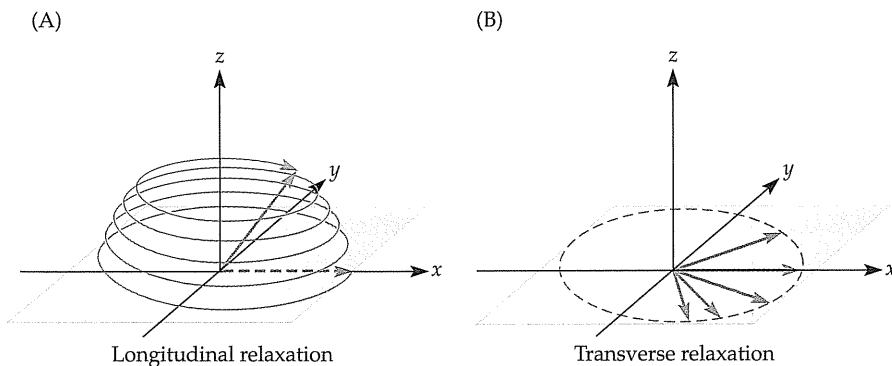 (A)
z
y
x
Longitudinal relaxation
(B)
z
y
x
Transverse relaxation